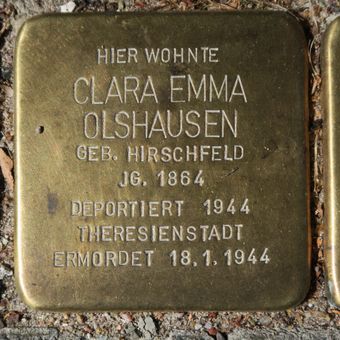 HIER WOHNTE
CLARA EMMA
OLSHAUSEN
GEB. HIRSCHFELD
JG. 1864
DEPORTIERT 1944
THERESIENSTADT
ERMORDET 18.1.1944